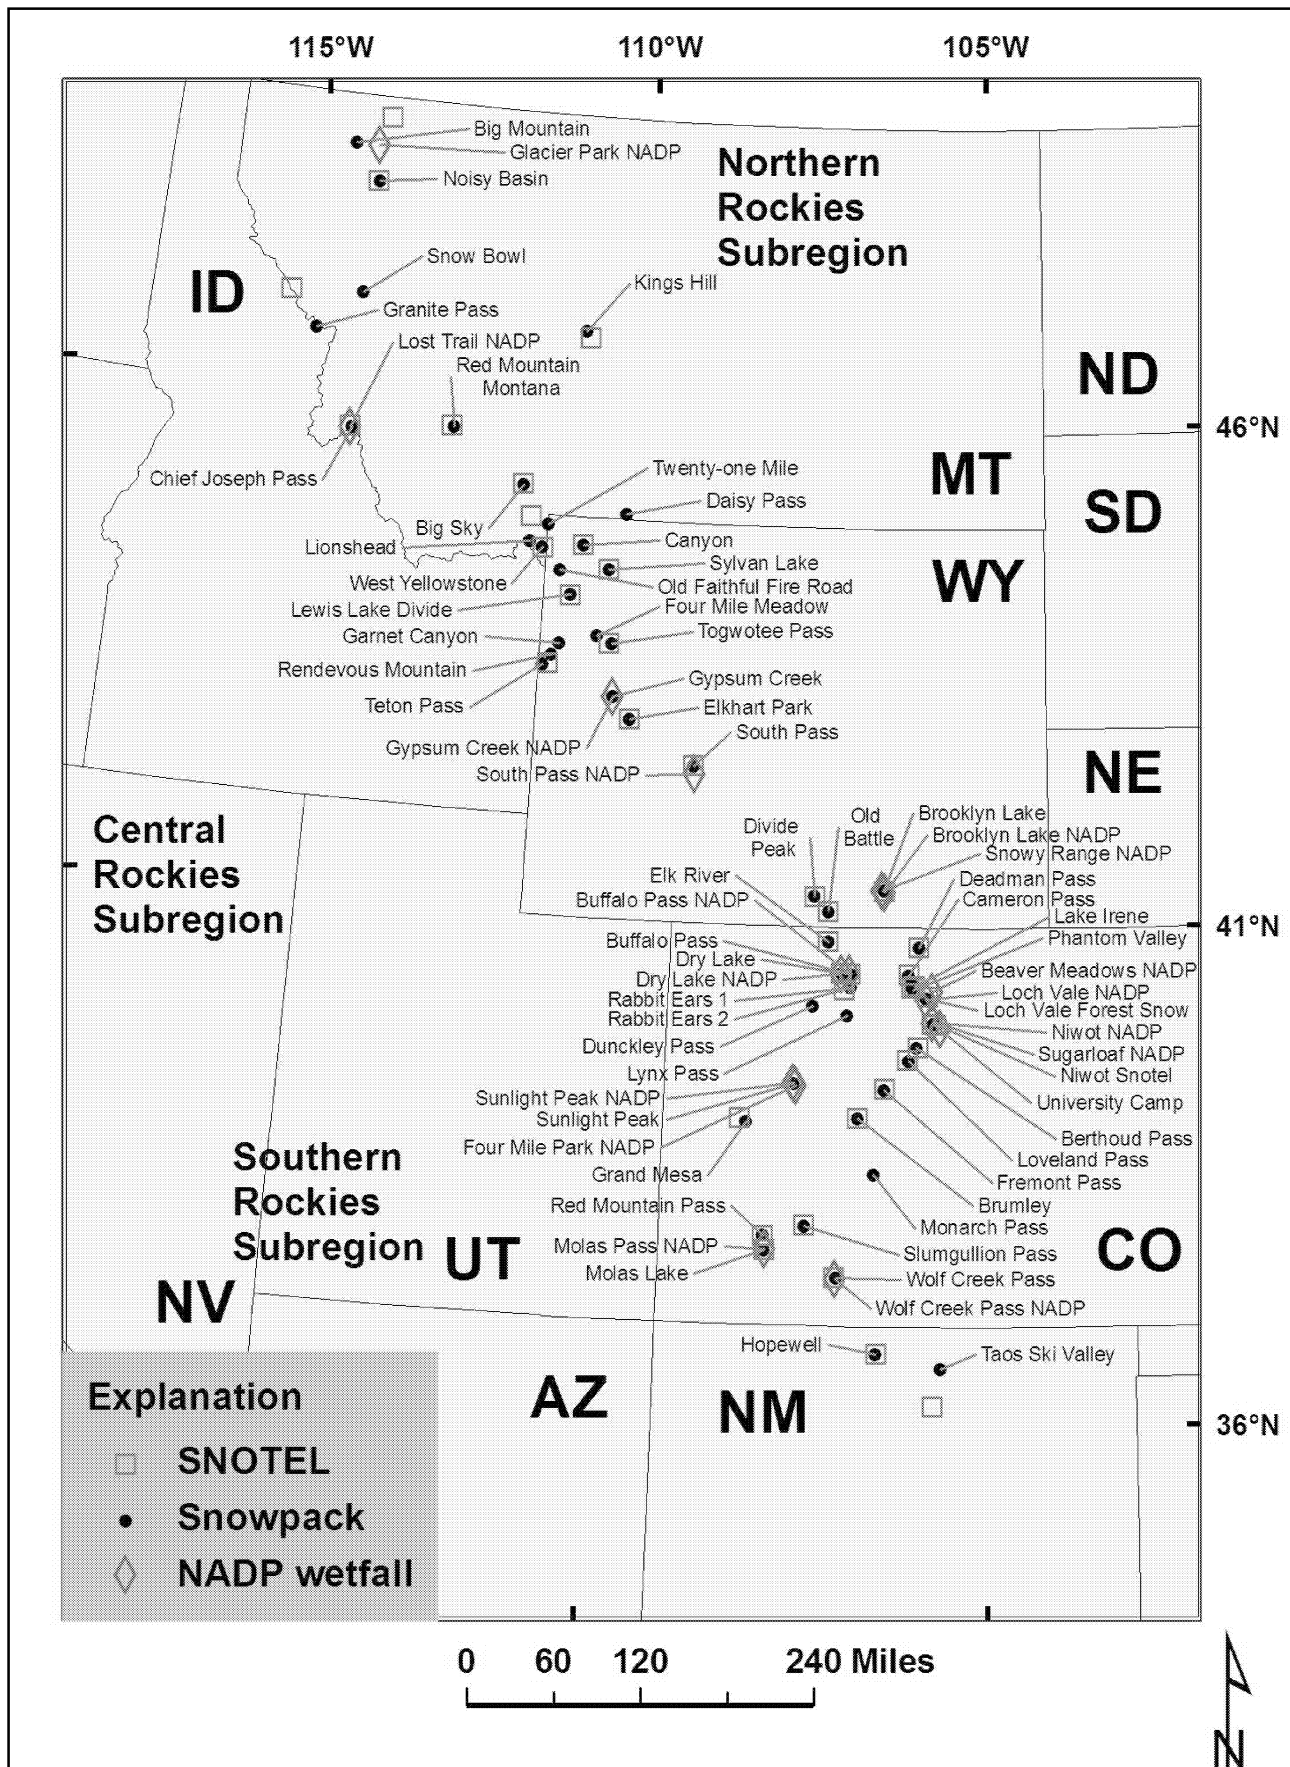 115°W
110°W
105°W
Big Mountain
Glacier Park NADP
Noisy Basin
Northern
Rockies
Subregion
Snow Bowl
Kings Hill
ID
Granite Pass
Lost Trail NADP
Red Mountain
Montana
ND
46°N
Chief Joseph Pass
Twenty-one Mile
MT
Daisy Pass
SD
Big Sky
Lionshead
Canyon
West Yellowstone
Sylvan Lake
WY
Old Faithful Fire Road
Lewis Lake Divide
Four Mile Meadow
Garnet Canyon
Togwotee Pass
Rendevous Mountain
Gypsum Creek
Teton Pass
Elkhart Park
Gypsum Creek NADP
South Pass
South Pass NADP
NE
Central
Rockies
Subregion
Divide
Peak
Old
Battle
Brooklyn Lake
Brooklyn Lake NADP
Snowy Range NADP
Elk River
Deadman Pass
Buffalo Pass NADP
Cameron Pass
Lake Irene
41°N
Buffalo Pass
Phantom Valley
Dry Lake
Beaver Meadows NADP
Dry Lake NADP
Loch Vale NADP
Rabbit Ears 1
Loch Vale Forest Snow
Rabbit Ears 2
Niwot NADP
Dunckley Pass
Sugarloaf NADP
Lynx Pass
Niwot Snotel
Sunlight Peak NADP
University Camp
Sunlight Peak
Berthoud Pass
Four Mile Park NADP
Loveland Pass
Grand Mesa
Fremont Pass
Southern
Rockies
Subregion
Red Mountain Pass
Brumley
Monarch Pass
UT
Molas Pass NADP
Slumgullion Pass
CO
Molas Lake
Wolf Creek Pass
NV
Wolf Creek Pass NADP
Hopewell
Taos Ski Valley
AZ
NM
36°N
Explanation
SNOTEL
Snowpack
NADP wetfall
0 60 120 240 Miles
N